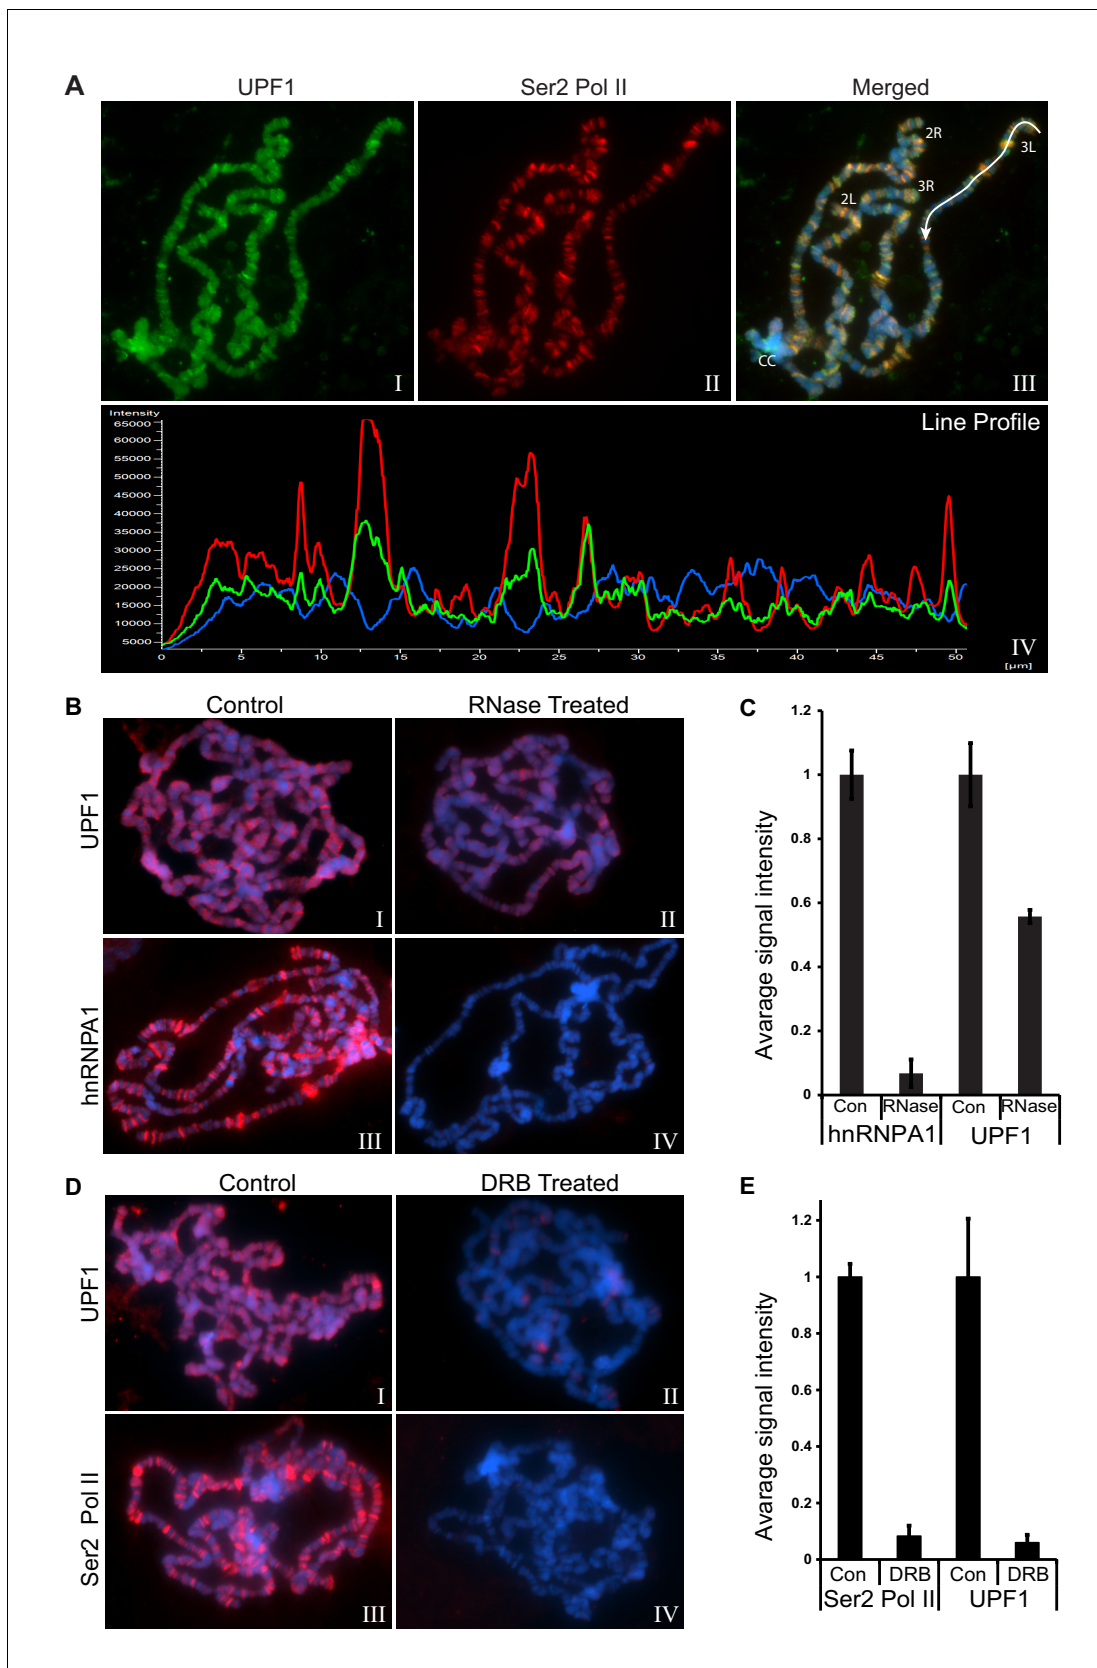 A
UPF1
Ser2 Pol II
Merged
2R
3L
3R
2L
CC
I
II
III
Intensity
Line Profile
65000
60000
55000
50000
45000
40000
35000
30000
25000
20000
15000
10000
5000
0 5 10 15 20 25 30 35 40 45 50
[µm]
IV
B
Control
RNase Treated
UPF1
I
II
hnRNPA1
III
IV
C
Avarage signal intensity
1.2
1
0.8
0.6
0.4
0.2
0
Con RNase Con RNase
hnRNPA1 UPF1
D
Control
DRB Treated
UPF1
I
II
Ser2 Pol II
III
IV
E
Avarage signal intensity
1.2
1
0.8
0.6
0.4
0.2
0
Con DRB Con DRB
Ser2 Pol II UPF1